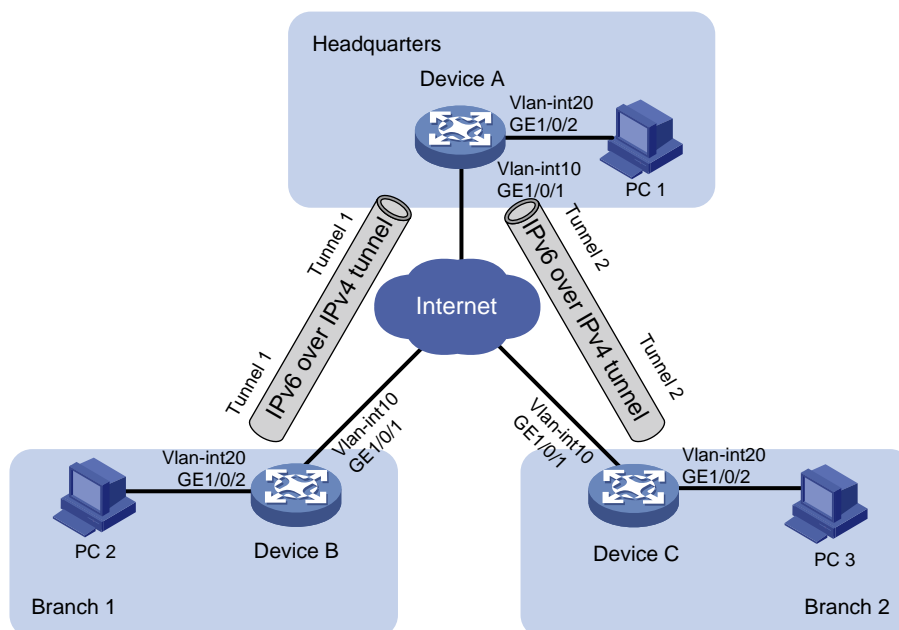 Headquarters
Device A
Vlan-int20
GE1/0/2
Vlan-int10
GE1/0/1
PC 1
Tunnel 1
IPv6 over IPv4 tunnel
Tunnel 1
Tunnel 2
IPv6 over IPv4 tunnel
Tunnel 2
Internet
Vlan-int10
GE1/0/1
Vlan-int10
GE1/0/1
Vlan-int20
GE1/0/2
PC 2
Device B
Branch 1
Vlan-int20
GE1/0/2
Device C
PC 3
Branch 2